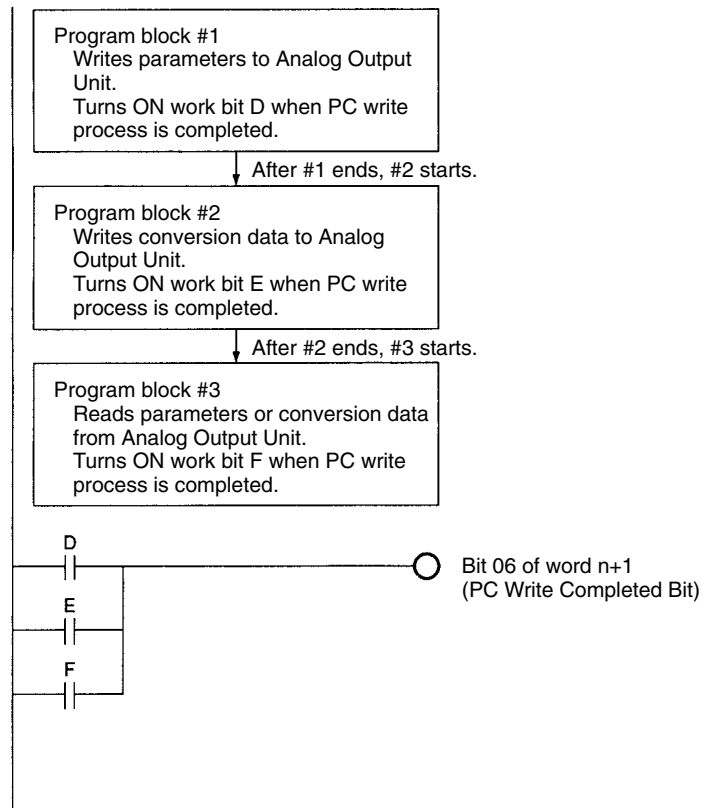 Program block #1
Writes parameters to Analog Output
Unit.
Turns ON work bit D when PC write
process is completed.
After #1 ends, #2 starts.
Program block #2
Writes conversion data to Analog
Output Unit.
Turns ON work bit E when PC write
process is completed.
After #2 ends, #3 starts.
Program block #3
Reads parameters or conversion data
from Analog Output Unit.
Turns ON work bit F when PC write
process is completed.
D
Bit 06 of word n+1
(PC Write Completed Bit)
E
F